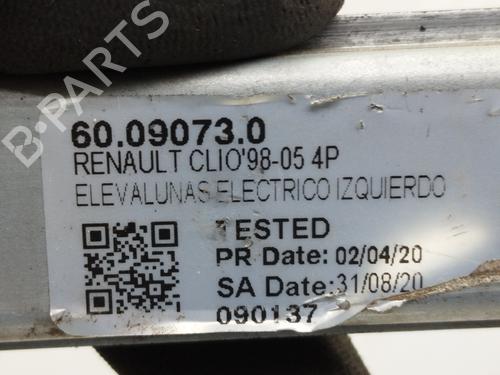 60.09073.0
RENAULT CLIO'98-05 4P
ELEVALUNAS ELECTRICO IZQUIERDO
TESTED
PR Date: 02/04/20
SA Date:31/08/20
090137